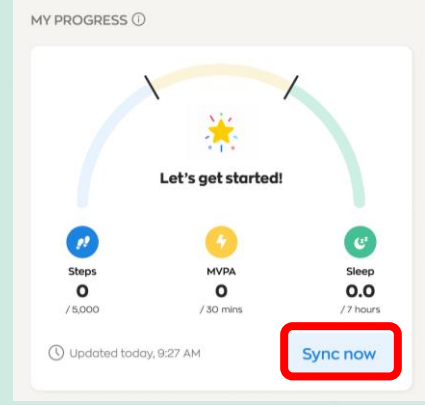 MY PROGRESS
Let's get started!
Steps
0
/ 5,000
MVPA
0
/ 30 mins
Sleep
0.0
/ 7 hours
Updated today, 9:27 AM
Sync now